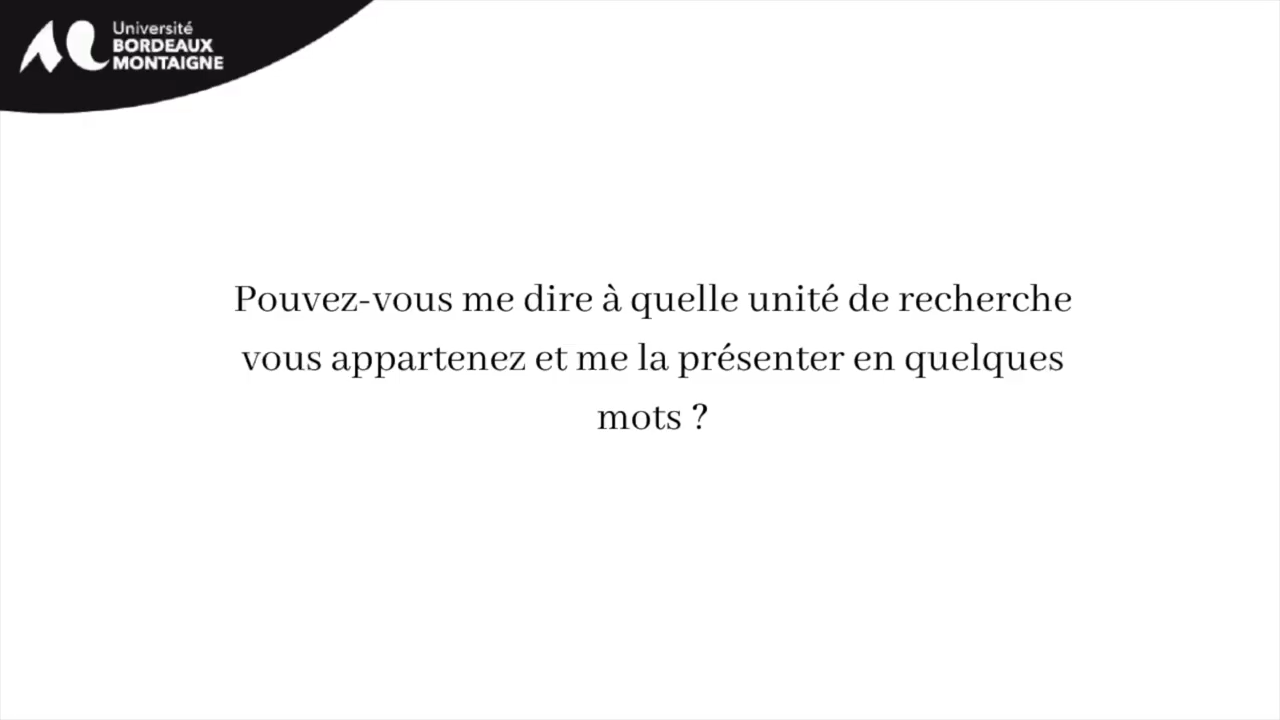 Université
BORDEAUX
MONTAIGNE
Pouvez-vous me dire à quelle unité de recherche
vous appartenez et me la présenter en quelques
mots ?